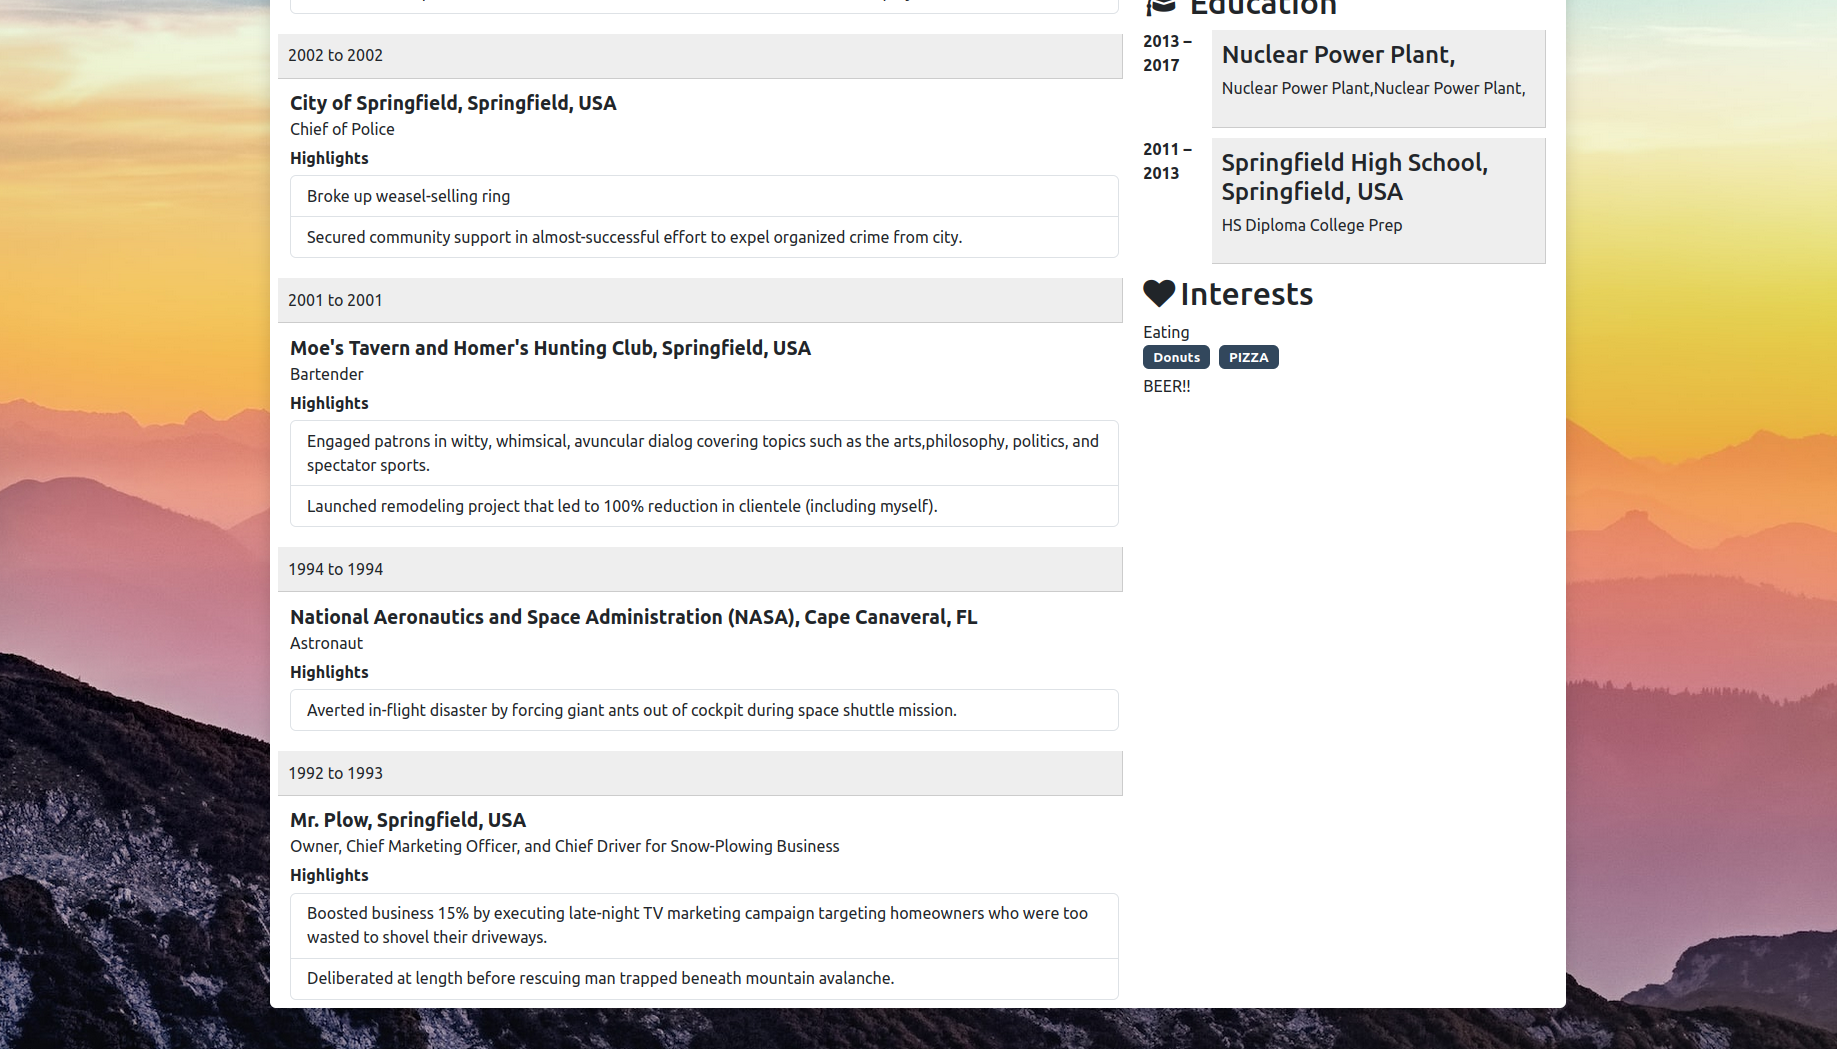 2002 to 2002
City of Springfield, Springfield, USA
Chief of Police
Highlights
Broke up weasel-selling ring
Secured community support in almost-successful effort to expel organized crime from city.
2001 to 2001
Moe's Tavern and Homer's Hunting Club, Springfield, USA
Bartender
Highlights
Engaged patrons in witty, whimsical, avuncular dialog covering topics such as the arts,philosophy, politics, and
spectator sports.
Launched remodeling project that led to 100% reduction in clientele (including myself).
1994 to 1994
National Aeronautics and Space Administration (NASA), Cape Canaveral, FL
Astronaut
Highlights
Averted in-flight disaster by forcing giant ants out of cockpit during space shuttle mission.
1992 to 1993
Mr. Plow, Springfield, USA
Owner, Chief Marketing Officer, and Chief Driver for Snow-Plowing Business
Highlights
Boosted business 15% by executing late-night TV marketing campaign targeting homeowners who were too
wasted to shovel their driveways.
Deliberated at length before rescuing man trapped beneath mountain avalanche.
Education
2013 –
2017
Nuclear Power Plant,
Nuclear Power Plant,Nuclear Power Plant,
2011 –
2013
Springfield High School,
Springfield, USA
HS Diploma College Prep
Interests
Eating
Donuts PIZZA
BEER!!